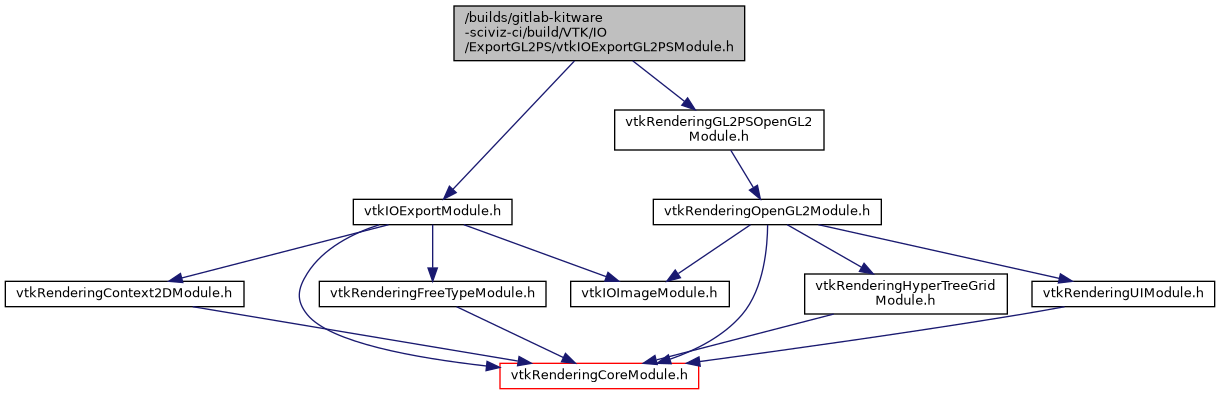 /builds/gitlab-kitware
-sciviz-ci/build/VTK/IO
/ExportGL2PS/vtkIOExportGL2PSModule.h
vtkRenderingGL2PSOpenGL2
Module.h
vtkIOExportModule.h
vtkRenderingOpenGL2Module.h
vtkRenderingContext2DModule.h
vtkRenderingFreeTypeModule.h
vtkIOImageModule.h
vtkRenderingHyperTreeGrid
Module.h
vtkRenderingUIModule.h
vtkRenderingCoreModule.h